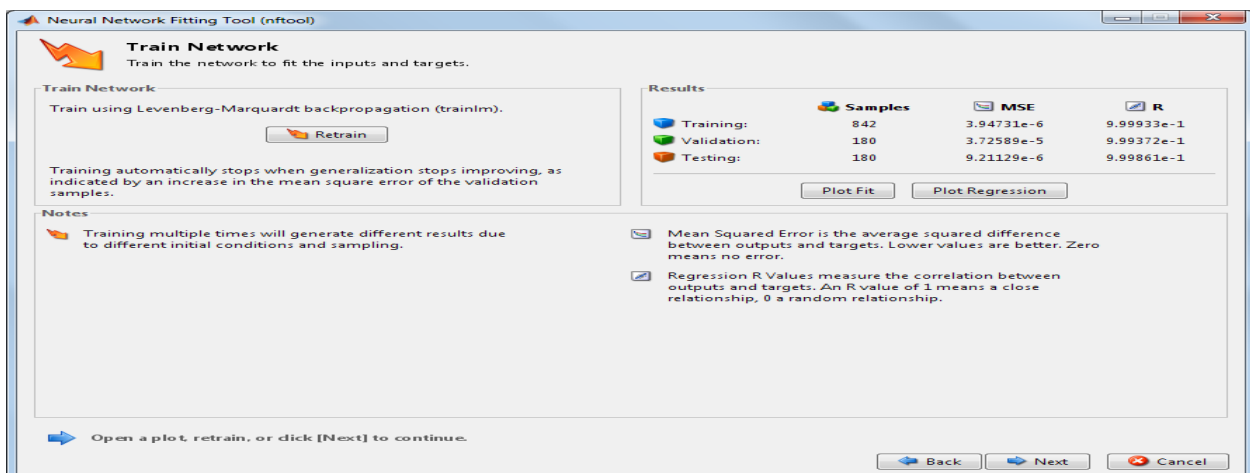 Neural Network Fitting Tool (nftool)
Train Network
Train the network to fit the inputs and targets.
Train Network
Train using Levenberg-Marquardt backpropagation (trainlm).
Retrain
Training automatically stops when generalization stops improving, as
indicated by an increase in the mean square error of the validation
samples.
Results
Samples MSE R
Training: 842 3.94731e-6 9.99933e-1
Validation: 180 3.72589e-5 9.99372e-1
Testing: 180 9.21129e-6 9.99861e-1
Plot Fit Plot Regression
Notes
Training multiple times will generate different results due
to different initial conditions and sampling.
Mean Squared Error is the average squared difference
between outputs and targets. Lower values are better. Zero
means no error.
Regression R Values measure the correlation between
outputs and targets. An R value of 1 means a close
relationship, 0 a random relationship.
Open a plot, retrain, or click [Next] to continue.
Back Next Cancel